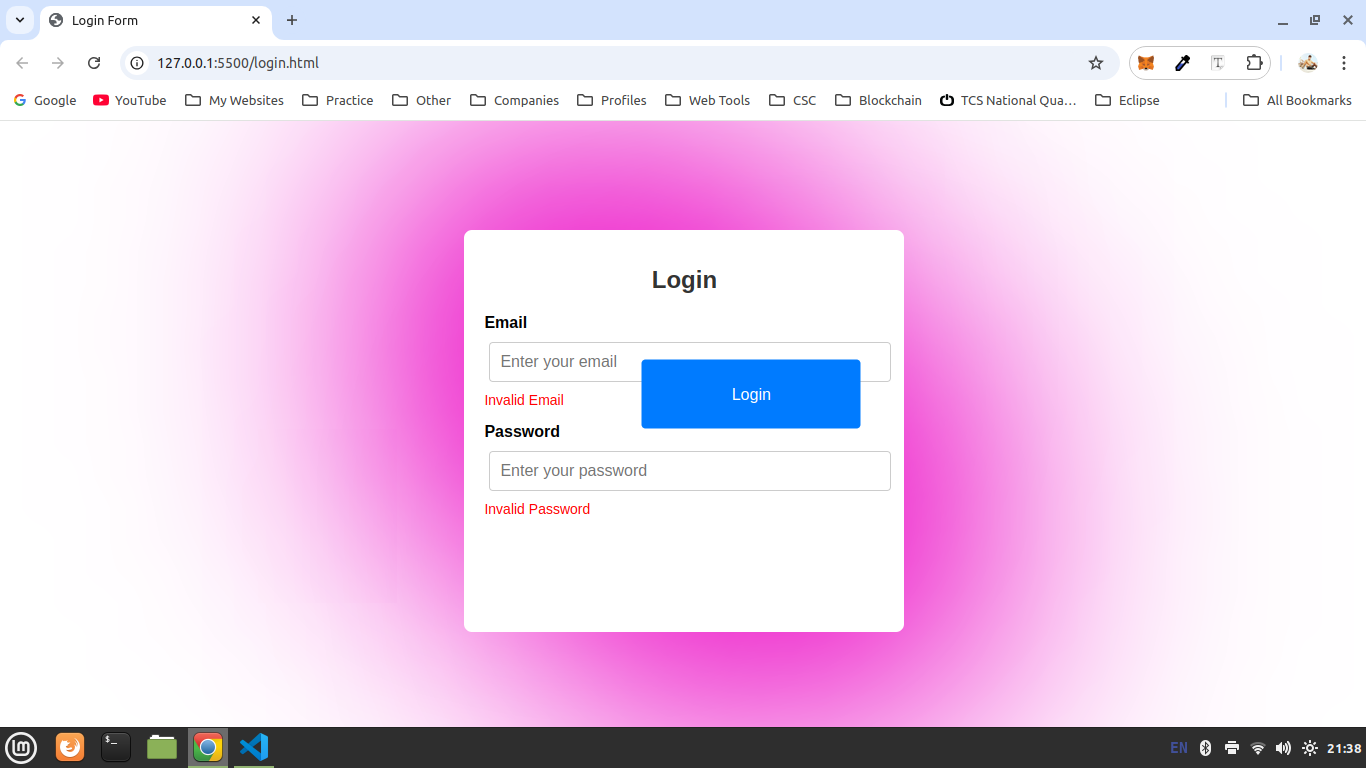 Login Form
127.0.0.1:5500/login.html
T
Google YouTube My Websites Practice Other Companies Profiles Web Tools CSC Blockchain TCS National Qua… Eclipse All Bookmarks
Login
Email
Enter your email
Login
Invalid Email
Password
Enter your password
Invalid Password
$_
EN 21:38